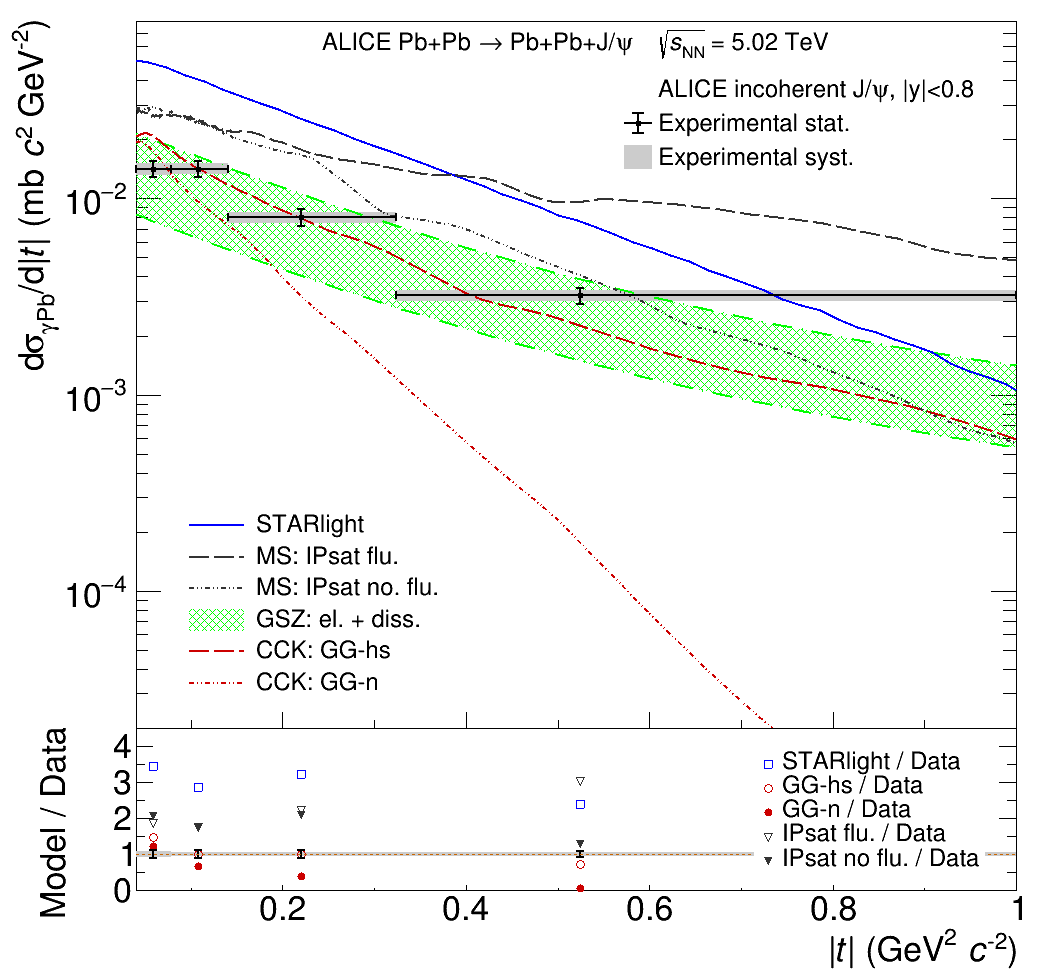 ALICE Pb+Pb → Pb+Pb+J/ψ √sNN = 5.02 TeV
ALICE incoherent J/ψ, |y|<0.8
Experimental stat.
Experimental syst.
dσγPb/d|t| (mb c² GeV⁻²)
10⁻²
10⁻³
10⁻⁴
STARlight
MS: IPsat flu.
MS: IPsat no. flu.
GSZ: el. + diss.
CCK: GG-hs
CCK: GG-n
Model / Data
4
3
2
1
0
STARlight / Data
GG-hs / Data
GG-n / Data
IPsat flu. / Data
IPsat no flu. / Data
0.2 0.4 0.6 0.8 1
|t| (GeV² c⁻²)